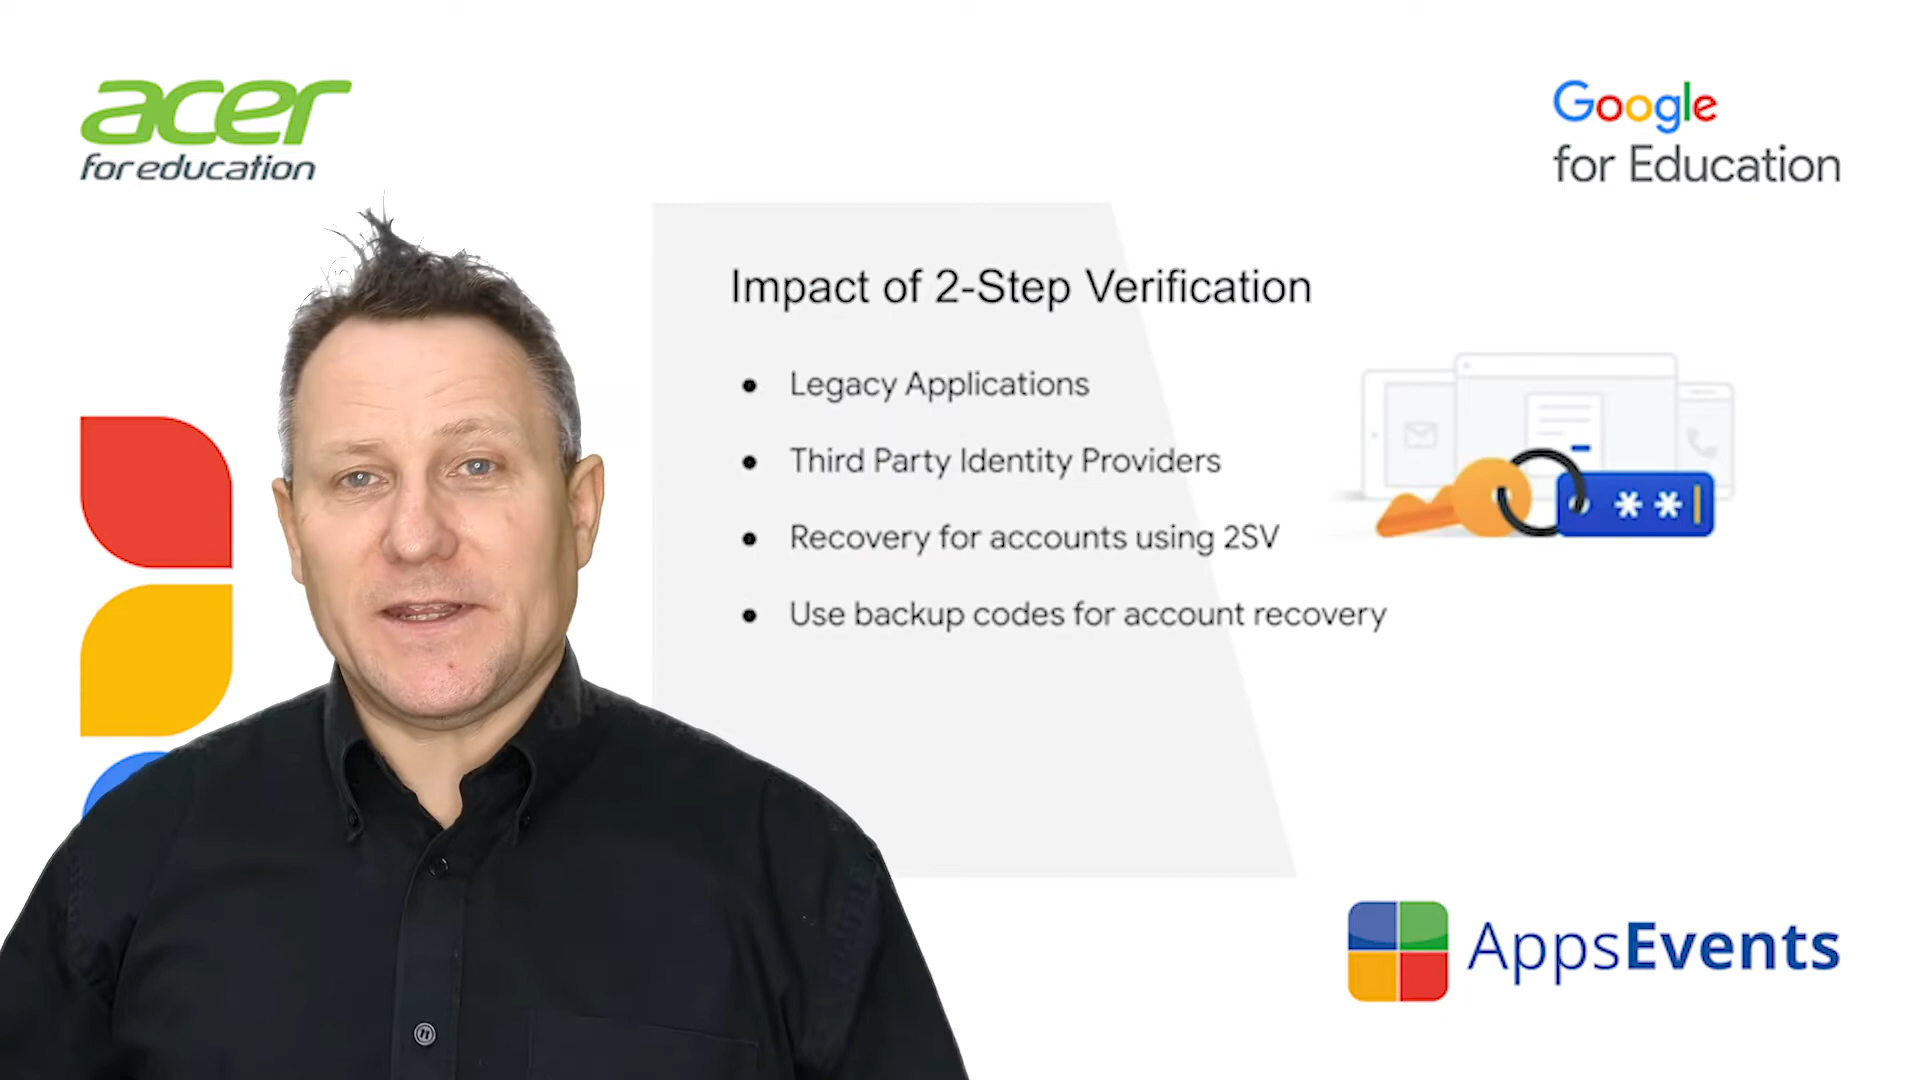 acer
for education
Google
for Education
Impact of 2-Step Verification
• Legacy Applications
• Third Party Identity Providers
• Recovery for accounts using 2SV
• Use backup codes for account recovery
**
AppsEvents